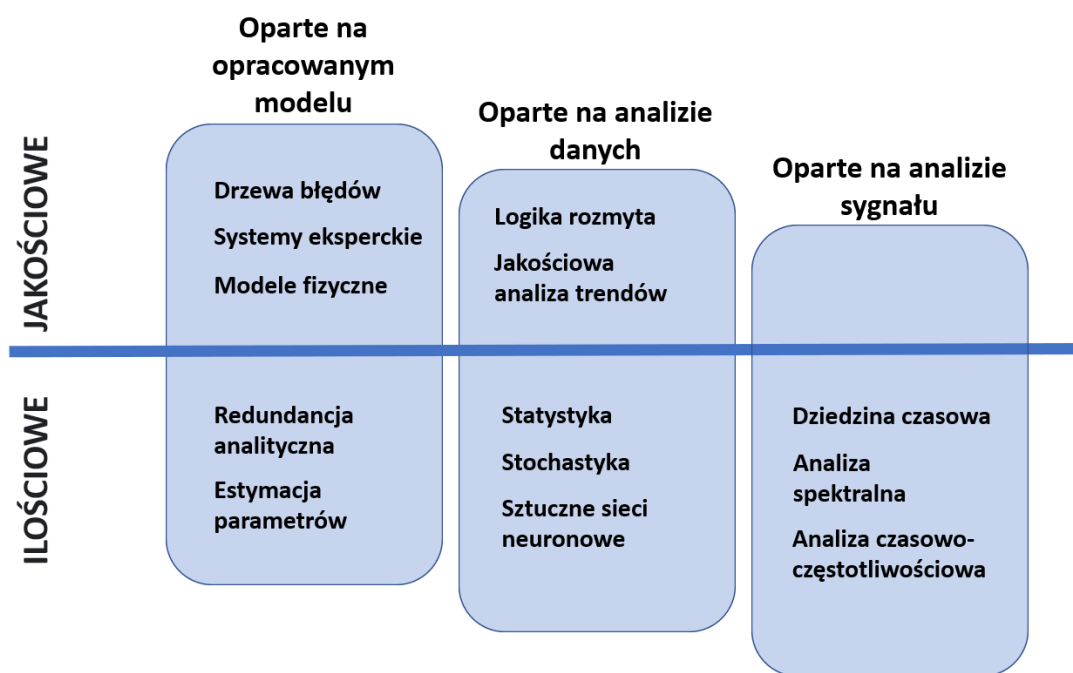 Oparte na
opracowanym
modelu
Oparte na analizie
danych
Oparte na analizie
sygnału
JAKOŚCIOWE
Drzewa błędów
Systemy eksperckie
Modele fizyczne
Logika rozmyta
Jakościowa
analiza trendów
ILOŚCIOWE
Redundancja
analityczna
Estymacja
parametrów
Statystyka
Stochastyka
Sztuczne sieci
neuronowe
Dziedzina czasowa
Analiza
spektralna
Analiza czasowo-
częstotliwościowa